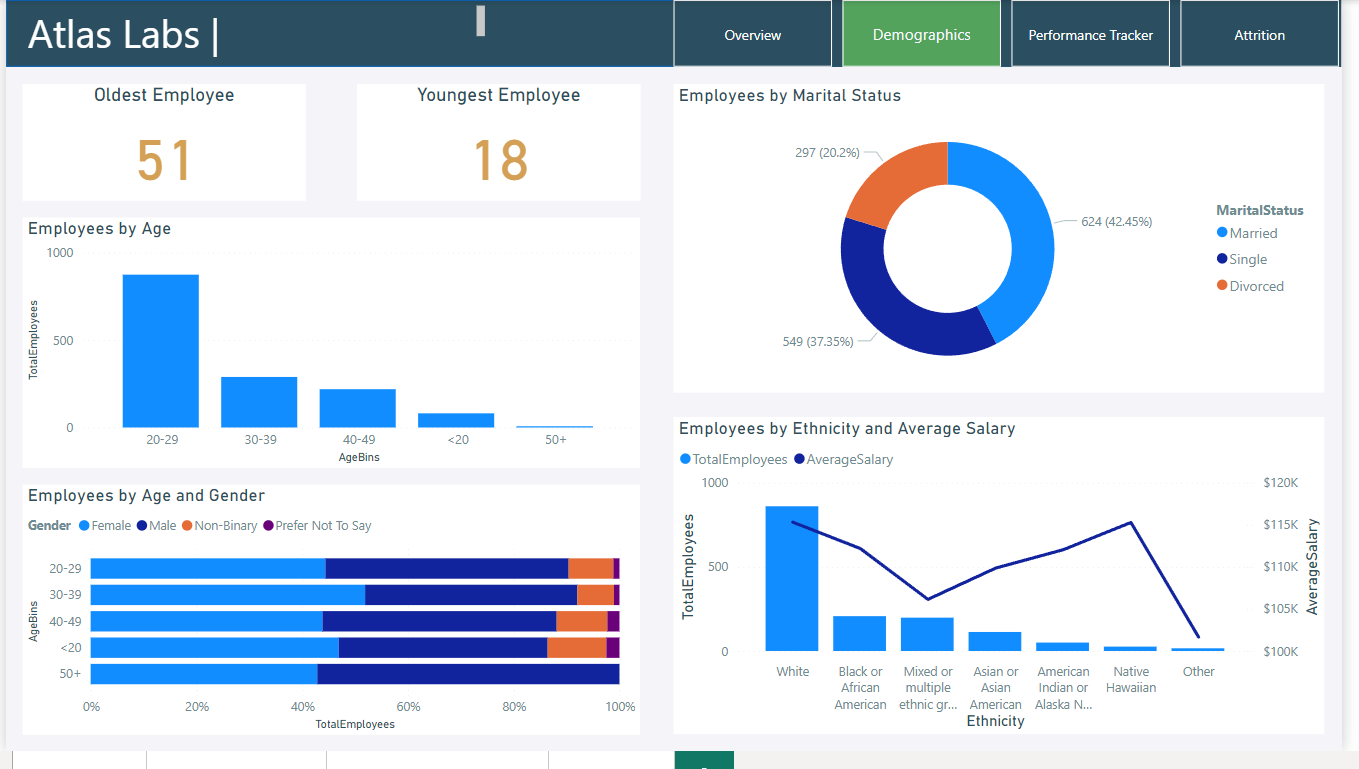 Atlas Labs |
Overview
Demographics
Performance Tracker
Attrition
Oldest Employee
51
Youngest Employee
18
Employees by Age
TotalEmployees
1000
500
0
20-29
30-39
40-49
<20
50+
AgeBins
Employees by Age and Gender
Gender
Female
Male
Non-Binary
Prefer Not To Say
AgeBins
20-29
30-39
40-49
<20
50+
0%
20%
40%
60%
80%
100%
TotalEmployees
Employees by Marital Status
297 (20.2%)
624 (42.45%)
549 (37.35%)
MaritalStatus
Married
Single
Divorced
Employees by Ethnicity and Average Salary
TotalEmployees
AverageSalary
TotalEmployees
1000
500
0
$120K
$115K
$110K
$105K
$100K
AverageSalary
White
Black or
African
American
Mixed or
multiple
ethnic gr...
Asian or
Asian
American
American
Indian or
Alaska N...
Native
Hawaiian
Other
Ethnicity